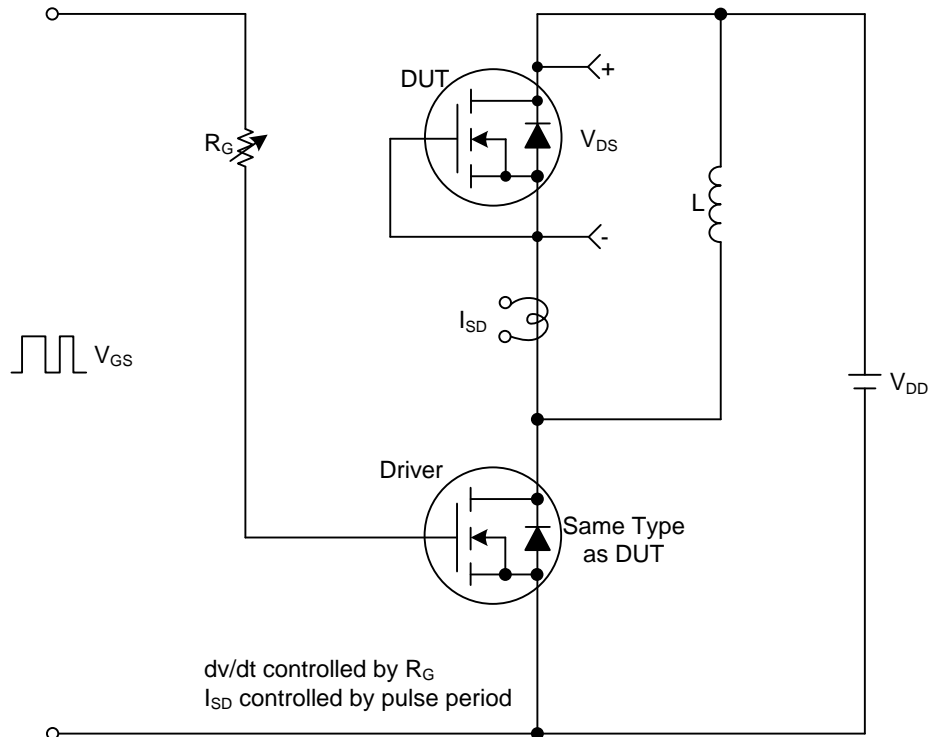 DUT
+
R_G
V_DS
L
-
I_SD
V_GS
V_DD
Driver
Same Type
as DUT
dv/dt controlled by R_G
I_SD controlled by pulse period